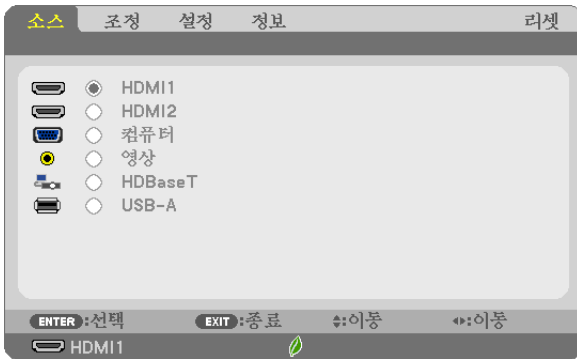 소스 조정 설정 정보 리셋
HDMI1
HDMI2
컴퓨터
영상
HDBaseT
USB-A
ENTER:선택 EXIT:종료 :이동 :이동
HDMI1